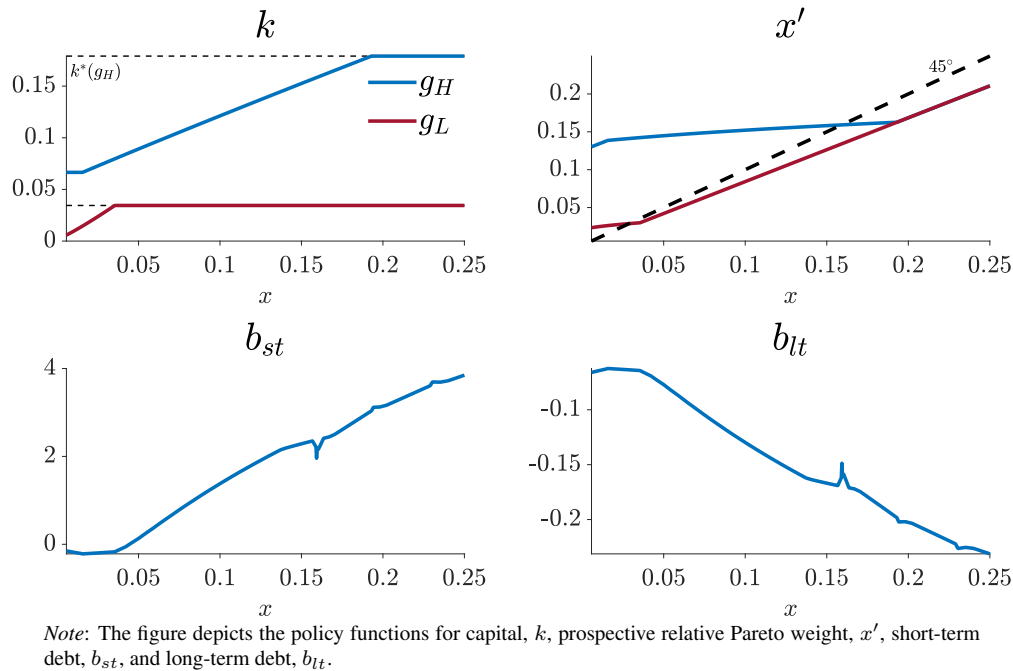 k
0.15
0.1
0.05
0
k*(g_H)
g_H
g_L
0.05 0.1 0.15 0.2 0.25
x
x′
0.2
0.15
0.1
0.05
45°
0.05 0.1 0.15 0.2 0.25
x
b_st
4
2
0
0.05 0.1 0.15 0.2 0.25
x
b_lt
-0.1
-0.15
-0.2
0.05 0.1 0.15 0.2 0.25
x
Note: The figure depicts the policy functions for capital, k, prospective relative Pareto weight, x′, short-term
debt, b_st, and long-term debt, b_lt.